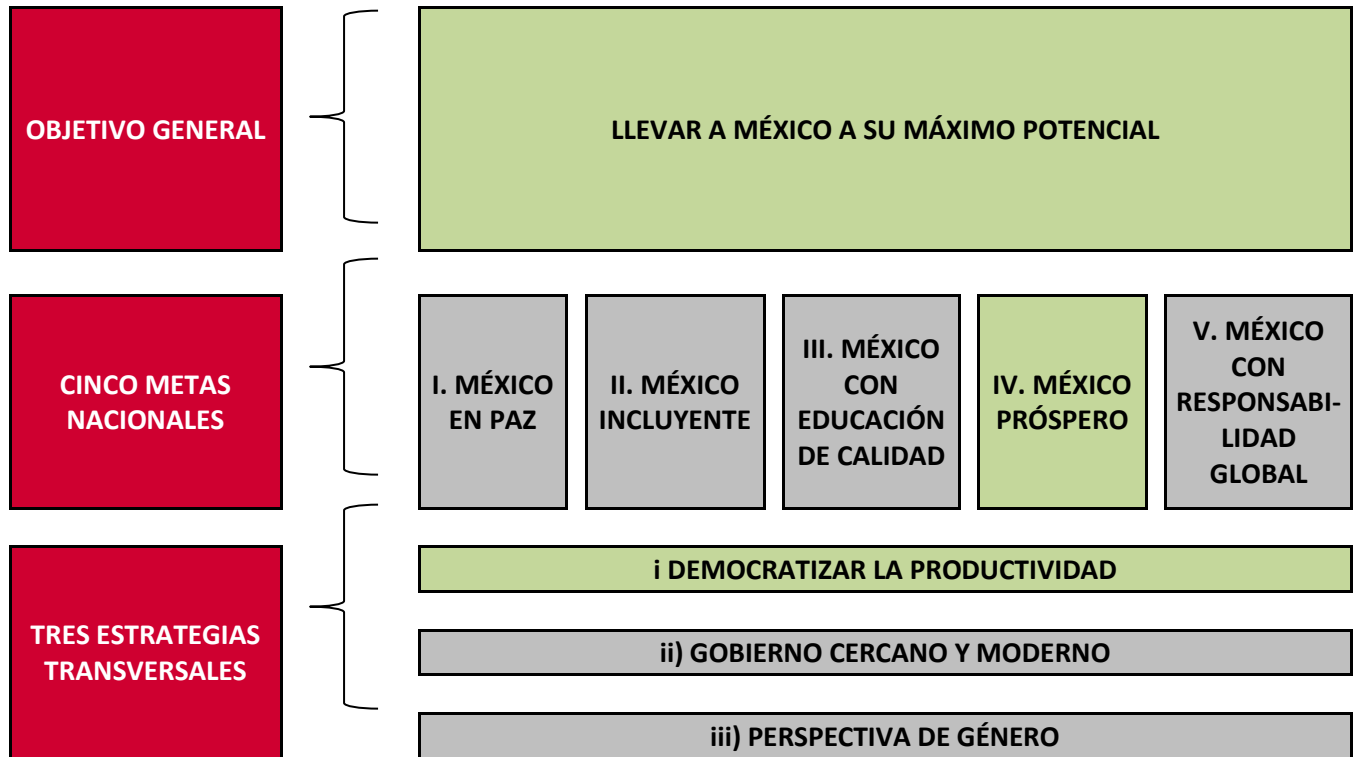 OBJETIVO GENERAL
LLEVAR A MÉXICO A SU MÁXIMO POTENCIAL
CINCO METAS
NACIONALES
I. MÉXICO
EN PAZ
II. MÉXICO
INCLUYENTE
III. MÉXICO
CON
EDUCACIÓN
DE CALIDAD
IV. MÉXICO
PRÓSPERO
V. MÉXICO
CON
RESPONSABI-
LIDAD
GLOBAL
TRES ESTRATEGIAS
TRANSVERSALES
i DEMOCRATIZAR LA PRODUCTIVIDAD
ii) GOBIERNO CERCANO Y MODERNO
iii) PERSPECTIVA DE GÉNERO